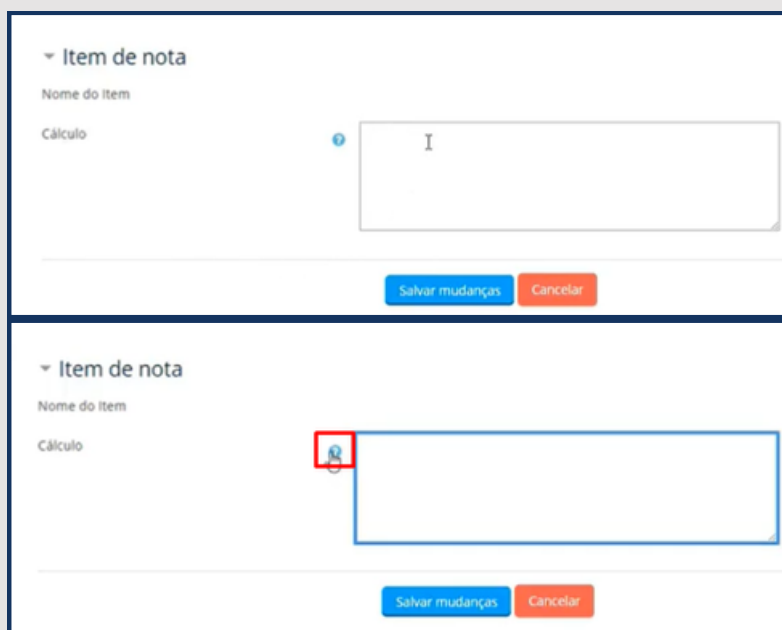 Item de nota
Nome do Item
Cálculo
Salvar mudanças Cancelar
Item de nota
Nome do Item
Cálculo
Salvar mudanças Cancelar